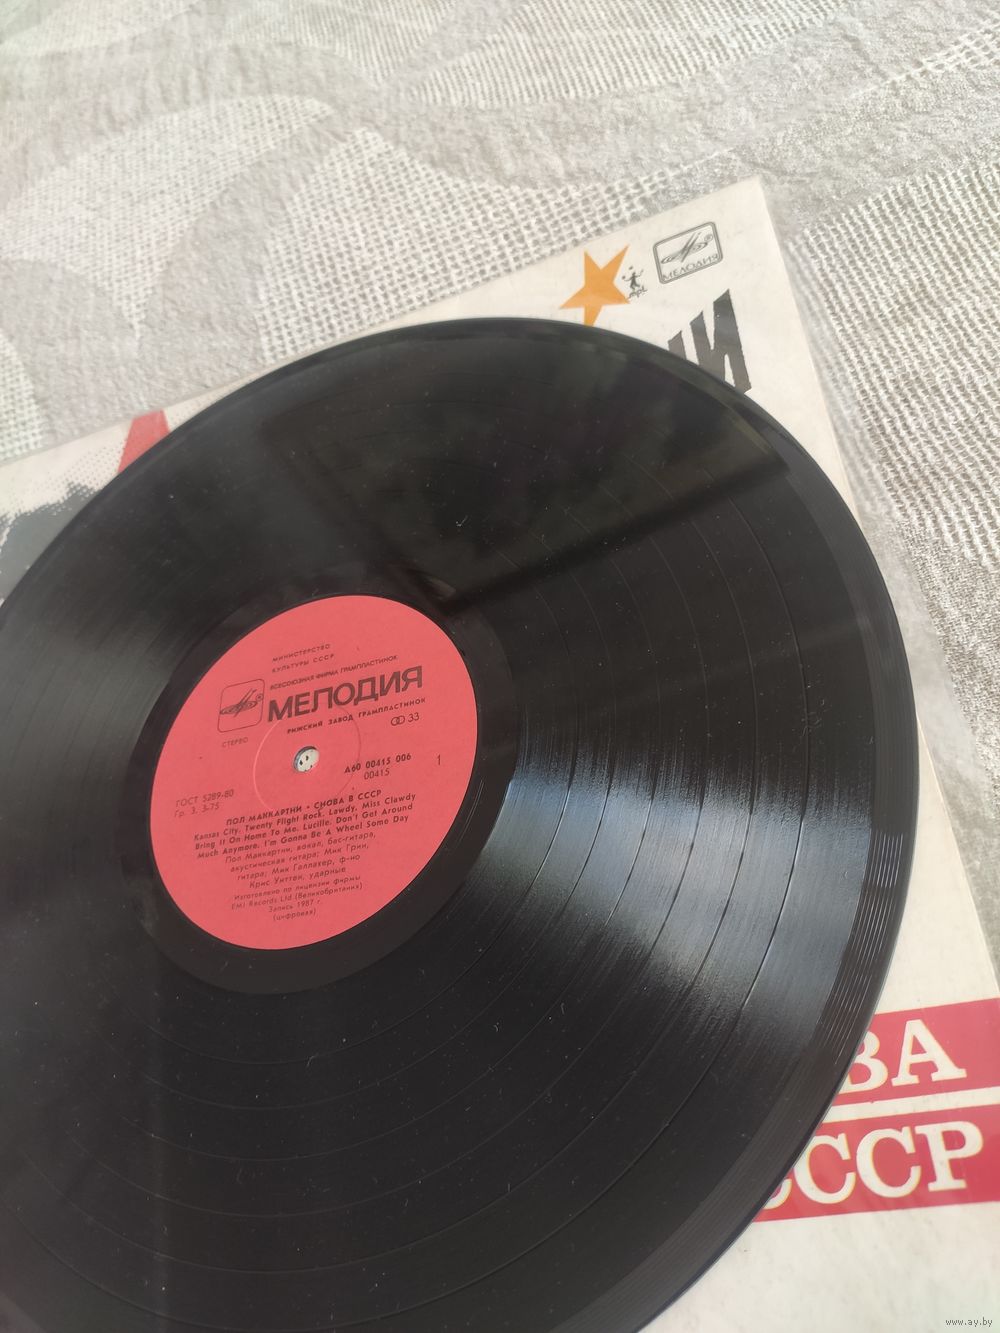 МЕЛОДИЯ
mpl
НИ
МИНИСТЕРСТВО
КУЛЬТУРЫ СССР
ВСЕСОЮЗНАЯ ФИРМА ГРАМПЛАСТИНОК
МЕЛОДИЯ
РИЖСКИЙ ЗАВОД ГРАМПЛАСТИНОК
СТЕРЕО
33
А60 00415 006
00415
1
ГОСТ 5289-80
Гр. 3. 3-75
ПОЛ МАККАРТНИ • СНОВА В СССР
Kansas City. Twenty Flight Rock. Lawdy, Miss Clawdy
Bring It On Home To Me. Lucille. Don't Get Around
Much Anymore. I'm Gonna Be A Wheel Some Day
Пол Маккартни, вокал, бас-гитара,
акустическая гитара; Мик Грин,
гитара; Мик Галлахер, ф-но
Крис Уиттен, ударные
Изготовлено по лицензии фирмы
EMI Records Ltd (Великобритания)
Запись 1987 г.
(цифровая)
ВА
СССР
www.ay.by